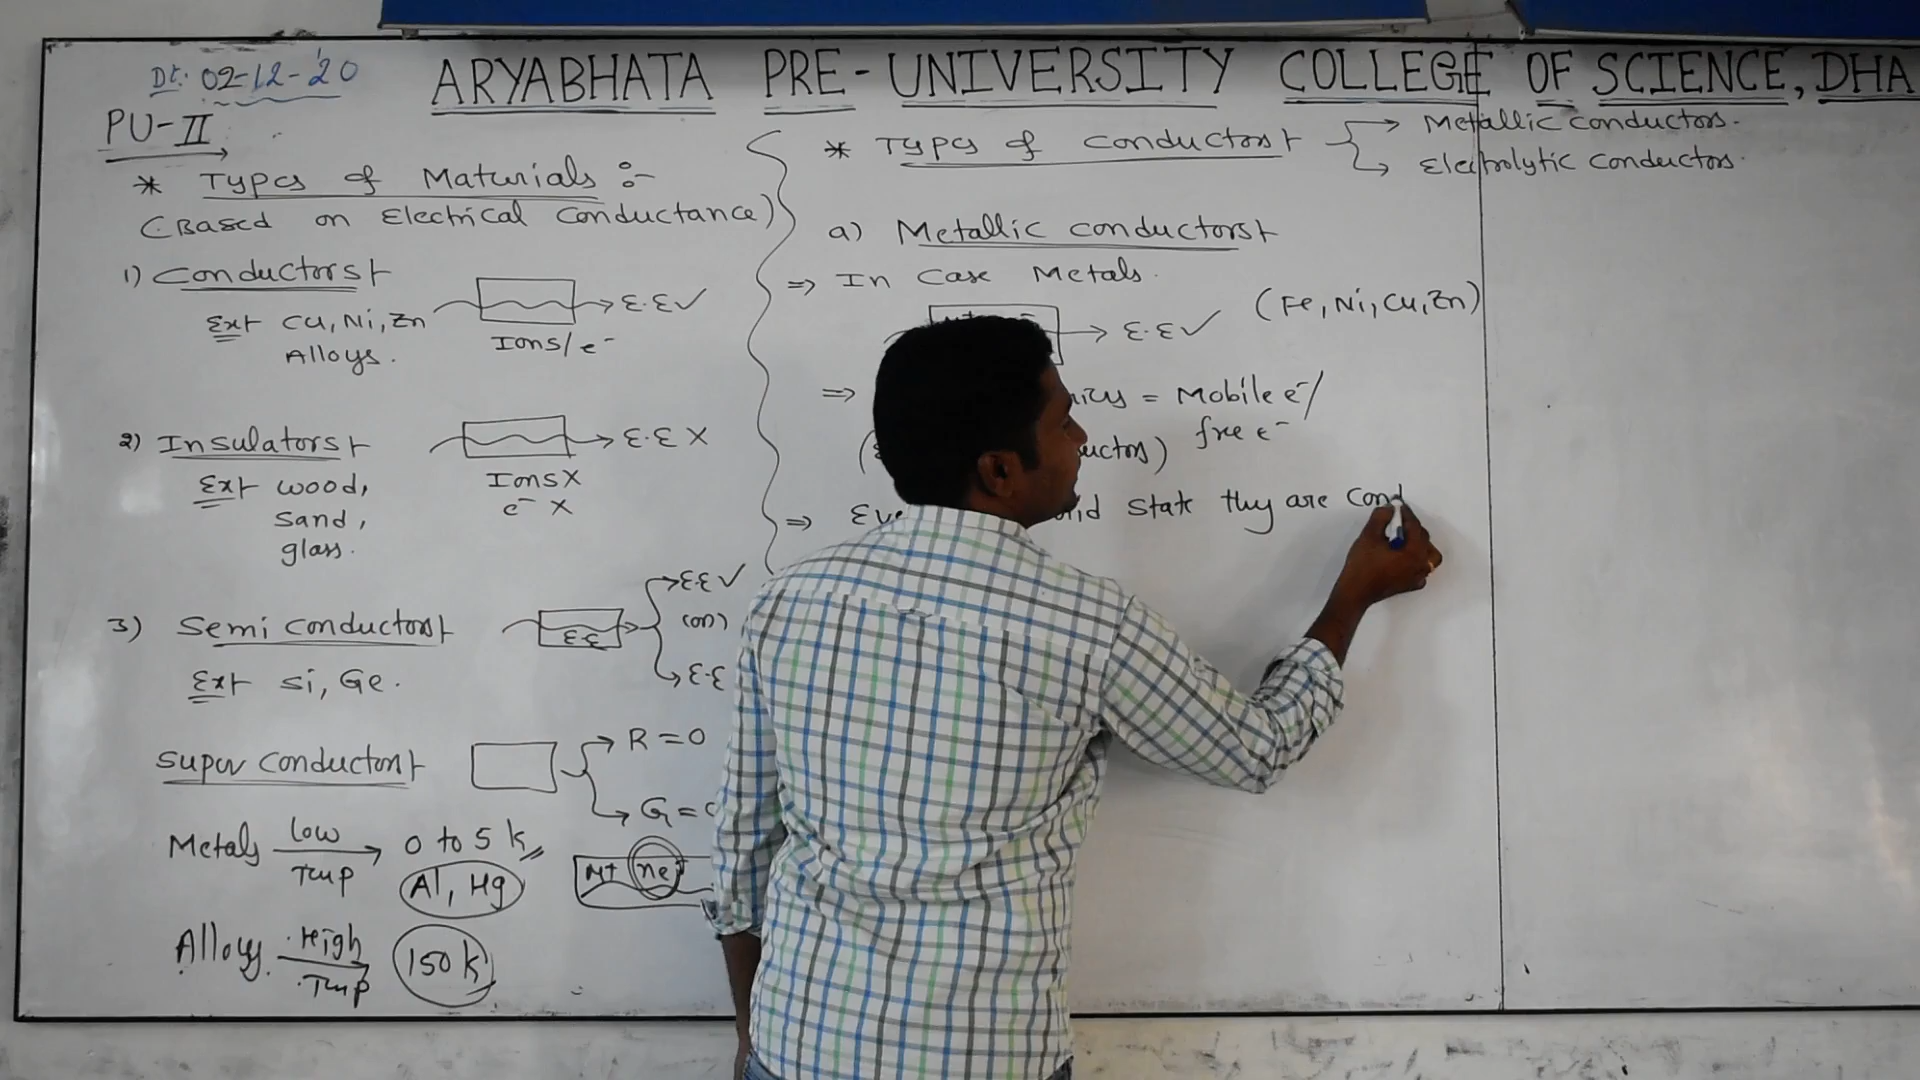 Dt: 02-12-20
ARYABHATA PRE-UNIVERSITY COLLEGE OF SCIENCE, DHA
PU-II
* Types of Materials :-
(Based on Electrical conductance)
1) Conductors :-
Ex :- Cu, Ni, Zn
Alloys.
E.E ✓
Ions/e⁻
2) Insulators :-
Ex :- wood,
sand,
glass.
E.E X
Ions X
e⁻ X
3) Semi conductors :-
Ex :- Si, Ge.
E.E
E.E ✓
(or)
E.E
Super conductors :-
R = 0
G =
Metals Low Temp → 0 to 5 K
Al, Hg
M+ ne⁻
Alloys High Temp → 150 K
* Types of conductors :-
→ Metallic conductors.
→ Electrolytic conductors.
a) Metallic conductors :-
⇒ In Case Metals.
→ E.E ✓ (Fe, Ni, Cu, Zn)
⇒ = Mobile e⁻/
free e⁻
⇒ state they are Cond